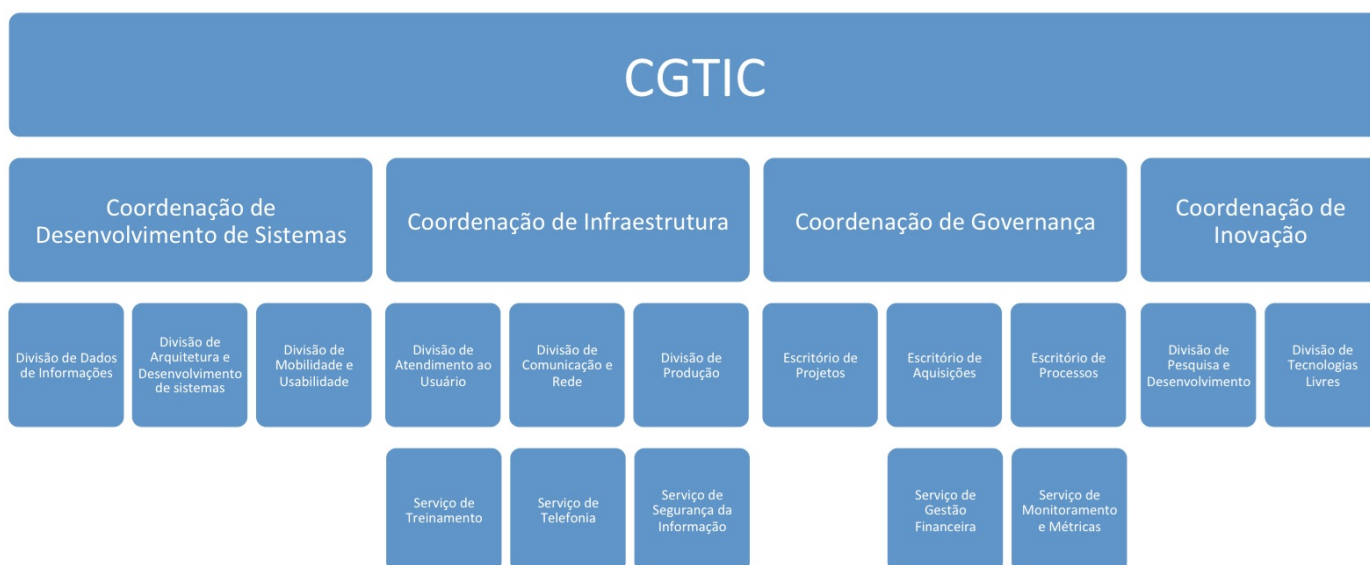 CGTIC
Coordenação de
Desenvolvimento de Sistemas
Coordenação de Infraestrutura
Coordenação de Governança
Coordenação de
Inovação
Divisão de Dados
de Informações
Divisão de
Arquitetura e
Desenvolvimento
de sistemas
Divisão de
Mobilidade e
Usabilidade
Divisão de
Atendimento ao
Usuário
Divisão de
Comunicação e
Rede
Divisão de
Produção
Escritório de
Projetos
Escritório de
Aquisições
Escritório de
Processos
Divisão de
Pesquisa e
Desenvolvimento
Divisão de
Tecnologias
Livres
Serviço de
Treinamento
Serviço de
Telefonia
Serviço de
Segurança da
Informação
Serviço de
Gestão
Financeira
Serviço de
Monitoramento
e Métricas